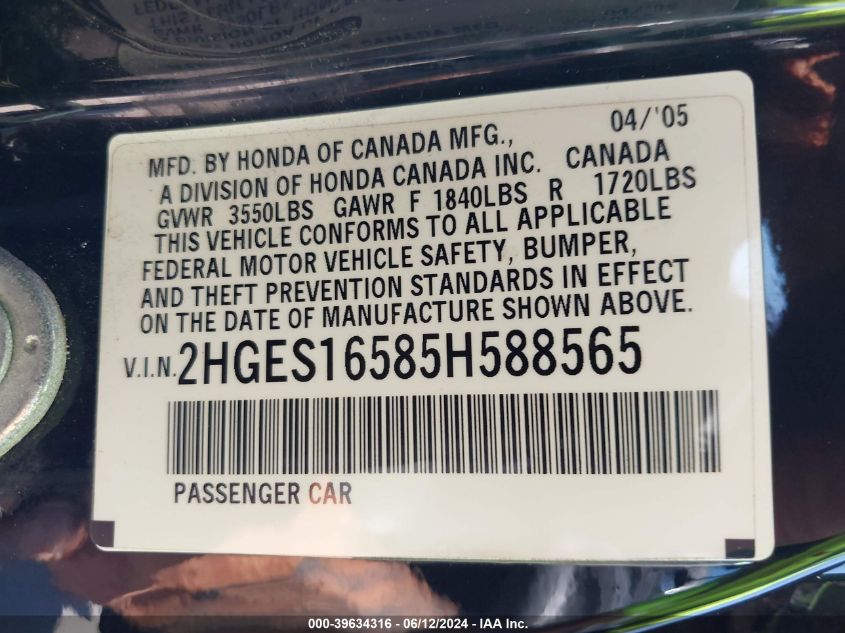 04/'05
MFD. BY HONDA OF CANADA MFG.,
A DIVISION OF HONDA CANADA INC. CANADA
GVWR 3550LBS GAWR F 1840LBS R 1720LBS
THIS VEHICLE CONFORMS TO ALL APPLICABLE
FEDERAL MOTOR VEHICLE SAFETY, BUMPER,
AND THEFT PREVENTION STANDARDS IN EFFECT
ON THE DATE OF MANUFACTURE SHOWN ABOVE.
V.I.N. 2HGES16585H588565
PASSENGER CAR
000-39634316 - 06/12/2024 - IAA Inc.